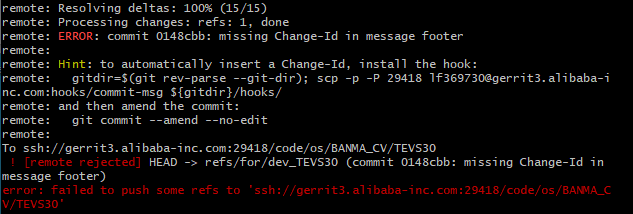 remote: Resolving deltas: 100% (15/15)
remote: Processing changes: refs: 1, done
remote: ERROR: commit 0148cbb: missing Change-Id in message footer
remote:
remote: Hint: to automatically insert a Change-Id, install the hook:
remote:   gitdir=$(git rev-parse --git-dir); scp -p -P 29418 lf369730@gerrit3.alibaba-i
nc.com:hooks/commit-msg ${gitdir}/hooks/
remote: and then amend the commit:
remote:   git commit --amend --no-edit
remote:
To ssh://gerrit3.alibaba-inc.com:29418/code/os/BANMA_CV/TEVS30
 ! [remote rejected] HEAD -> refs/for/dev_TEVS30 (commit 0148cbb: missing Change-Id in
message footer)
error: failed to push some refs to 'ssh://gerrit3.alibaba-inc.com:29418/code/os/BANMA_C
V/TEVS30'